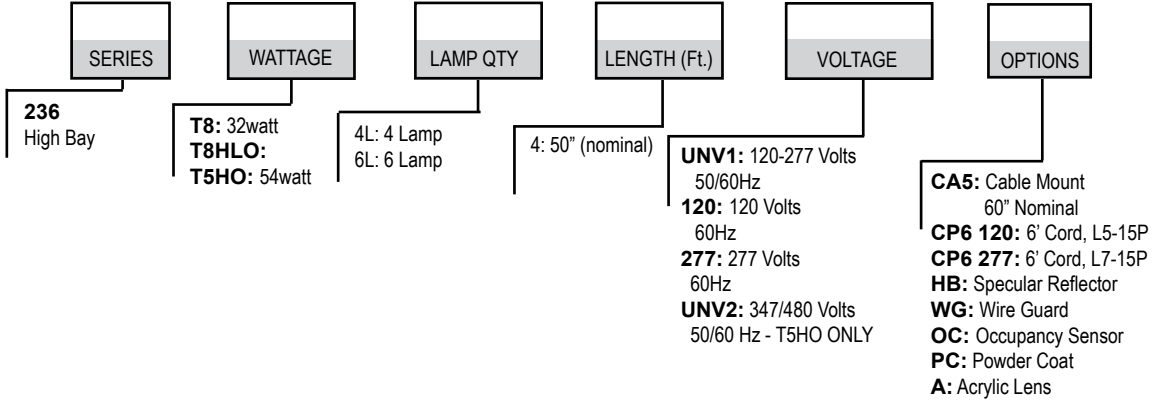 SERIES
WATTAGE
LAMP QTY
LENGTH (Ft.)
VOLTAGE
OPTIONS
236
High Bay
T8: 32watt
T8HLO:
T5HO: 54watt
4L: 4 Lamp
6L: 6 Lamp
4: 50” (nominal)
UNV1: 120-277 Volts
50/60Hz
120: 120 Volts
60Hz
277: 277 Volts
60Hz
UNV2: 347/480 Volts
50/60 Hz - T5HO ONLY
CA5: Cable Mount
60” Nominal
CP6 120: 6’ Cord, L5-15P
CP6 277: 6’ Cord, L7-15P
HB: Specular Reflector
WG: Wire Guard
OC: Occupancy Sensor
PC: Powder Coat
A: Acrylic Lens